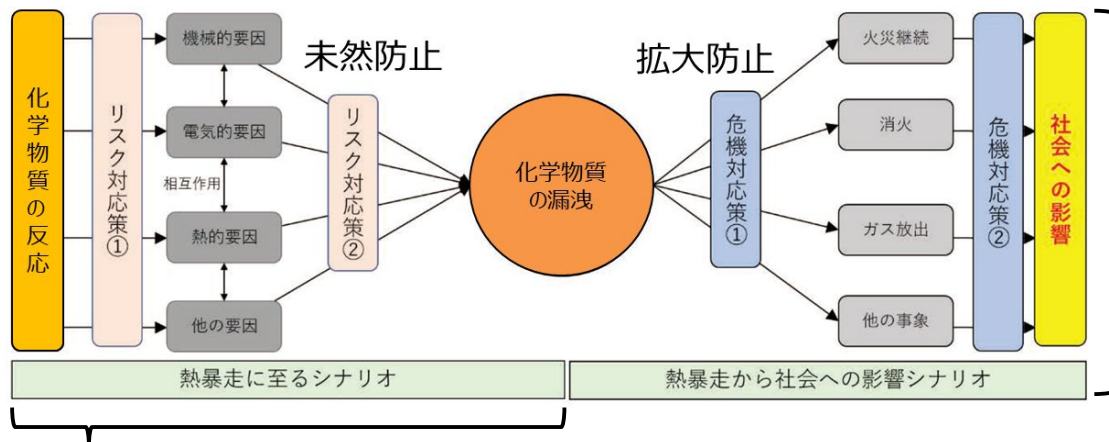 化学物質の反応
リスク対応策①
機械的要因
電気的要因
相互作用
熱的要因
他の要因
未然防止
リスク対応策②
化学物質
の漏洩
拡大防止
危機対応策①
火災継続
消火
ガス放出
他の事象
危機対応策②
社会への影響
熱暴走に至るシナリオ
熱暴走から社会への影響シナリオ